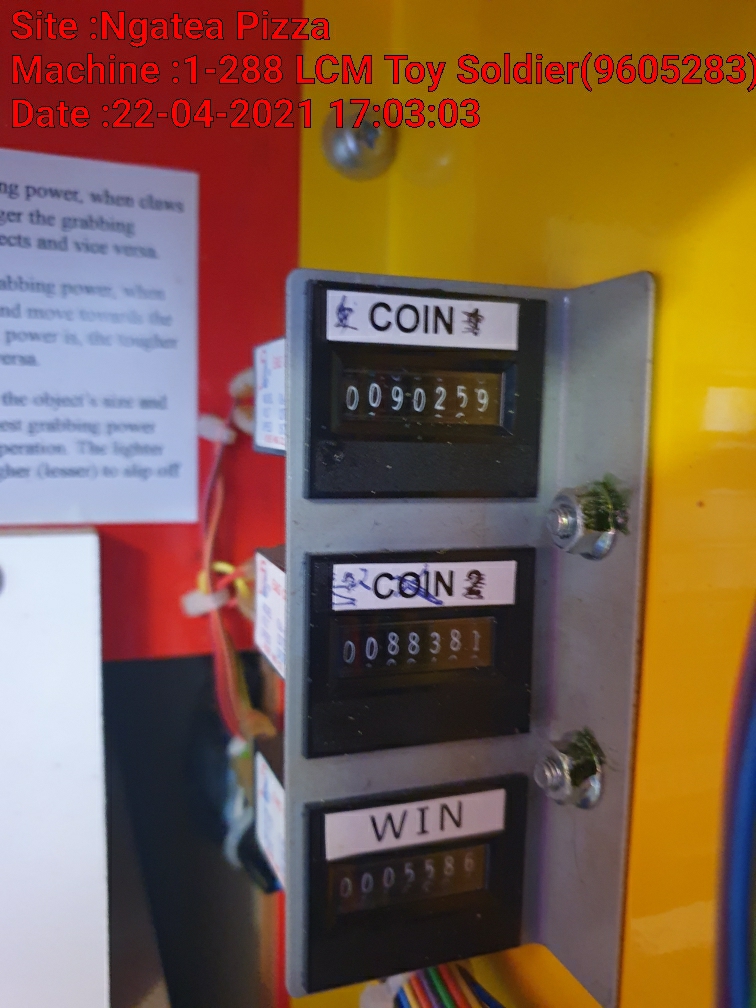 Site :Ngatea Pizza
Machine :1-288 LCM Toy Soldier(9605283)
Date :22-04-2021 17:03:03
ng power, when claws
ger the grabbing
ects and vice versa.
abbing power, when
nd move towards the
power is, the tougher
versa.
the object's size and
est grabbing power
peration. The lighter
gher (lesser) to slip off
COIN
0090259
COIN
0088381
WIN
0005586